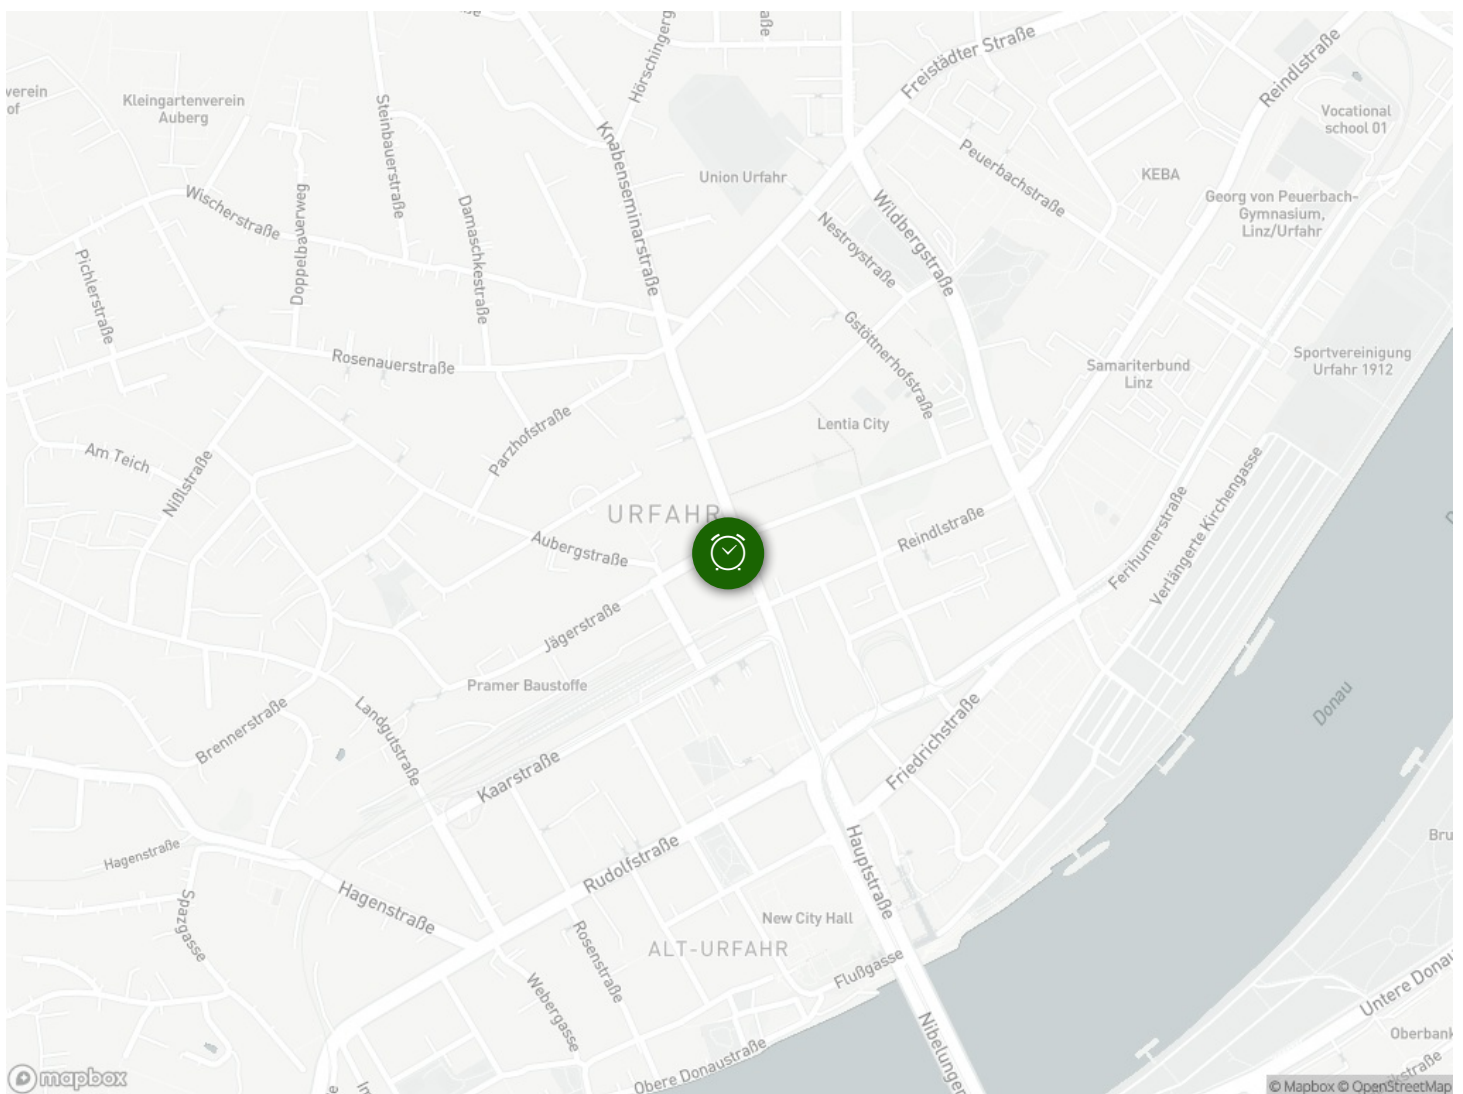 verein
of
Kleingartenverein
Auberg
Steinbauerstraße
Doppelbauerweg
Wischerstraße
Pichlerstraße
Damaschkestraße
Knabenseminarstraße
Union Urfahr
Freistädter Straße
Reindlstraße
Vocational
school 01
Peuerbachstraße
KEBA
Georg von Peuerbach-
Gymnasium,
Linz/Urfahr
Wildbergstraße
Nestroystraße
Gstöttnerhofstraße
Rosenauerstraße
Samariterbund
Linz
Sportvereinigung
Urfahr 1912
Parzhofstraße
Lentia City
Am Teich
Nißlstraße
URFAHR
Aubergstraße
Reindlstraße
Ferihumerstraße
Verlängerte Kirchengasse
Jägerstraße
Pramer Baustoffe
Brennerstraße
Landgutstraße
Donau
Friedrichstraße
Kaarstraße
Rudolfstraße
Hauptstraße
Hagenstraße
Hagenstraße
Spazgasse
Bru
New City Hall
ALT-URFAHR
Rosenstraße
Webergasse
Flußgasse
Nibelungen
Untere Donau
Oberbank
Obere Donaustraße
mapbox
© Mapbox © OpenStreetMap